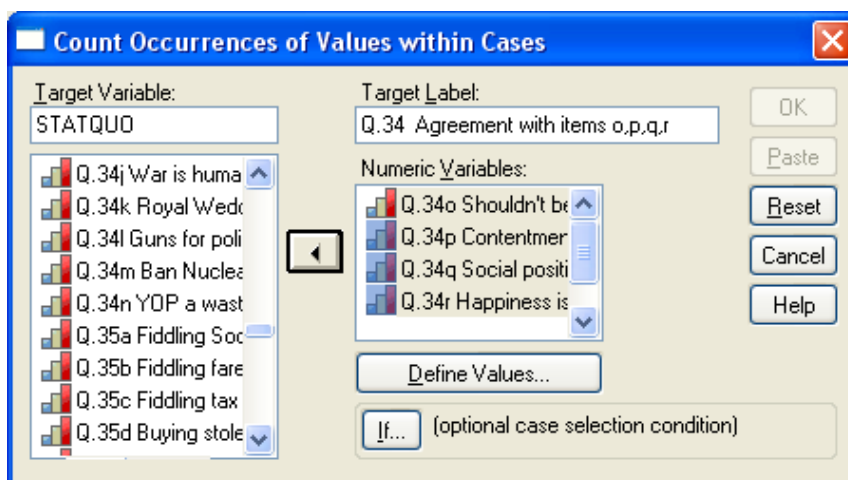 Count Occurrences of Values within Cases
Target Variable:
STATQUO
Target Label:
Q.34 Agreement with items o,p,q,r
Q.34j War is huma
Q.34k Royal Wedd
Q.34l Guns for poli
Q.34m Ban Nuclea
Q.34n YOP a wast
Q.35a Fiddling Soc
Q.35b Fiddling fare
Q.35c Fiddling tax
Q.35d Buying stole
Numeric Variables:
Q.34o Shouldn't be
Q.34p Contentmen
Q.34q Social positi
Q.34r Happiness is
Define Values...
If...
(optional case selection condition)
OK
Paste
Reset
Cancel
Help